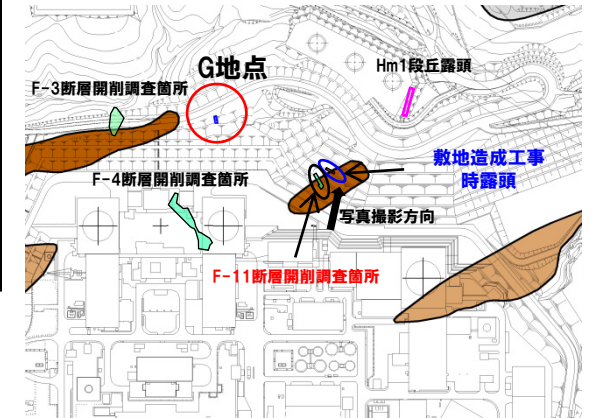 G地点
Hm1段丘露頭
F-3断層開削調査箇所
敷地造成工事
時露頭
F-4断層開削調査箇所
写真撮影方向
F-11断層開削調査箇所